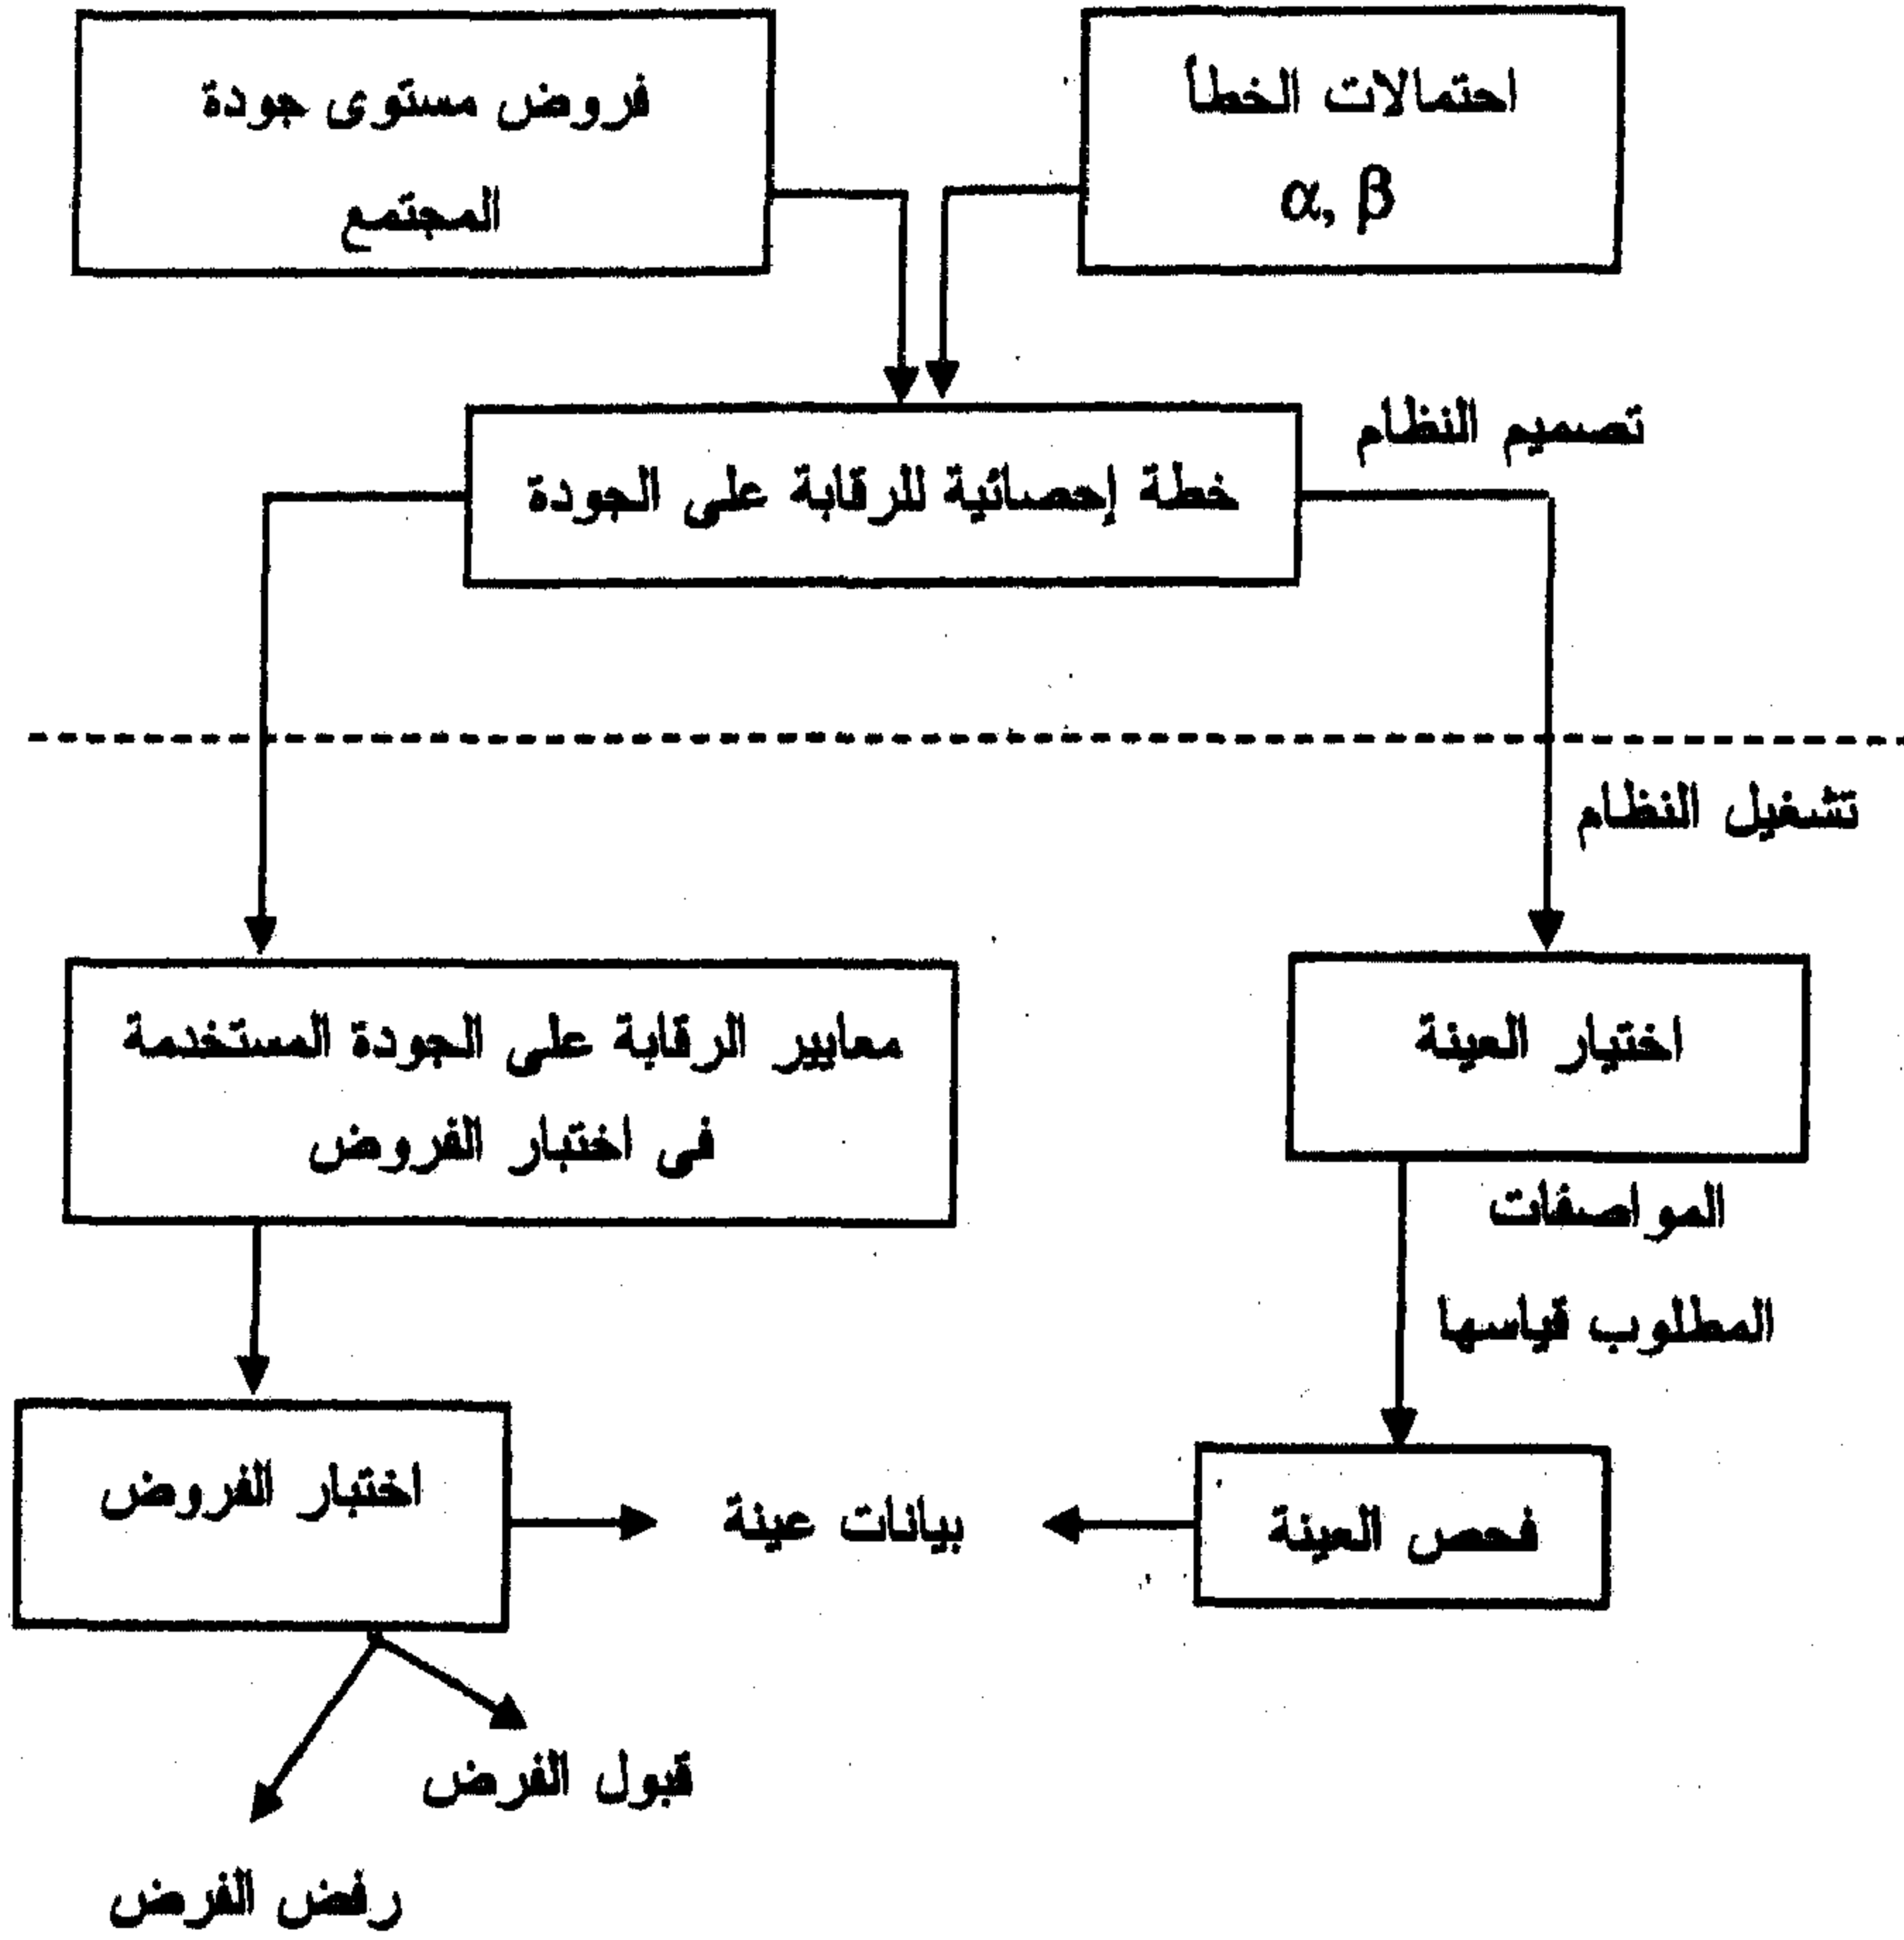 احتمالات الخطأ
α, β
فروض مستوى جودة
المجتمع
تصميم النظام
خطة إحصائية للرقابة على الجودة
تشغيل النظام
اختيار العينة
معايير الرقابة على الجودة المستخدمة
فى اختبار الفروض
المواصفات
المطلوب قياسها
فحص العينة
بيانات عينة
اختبار الفروض
قبول الفرض
رفض الفرض